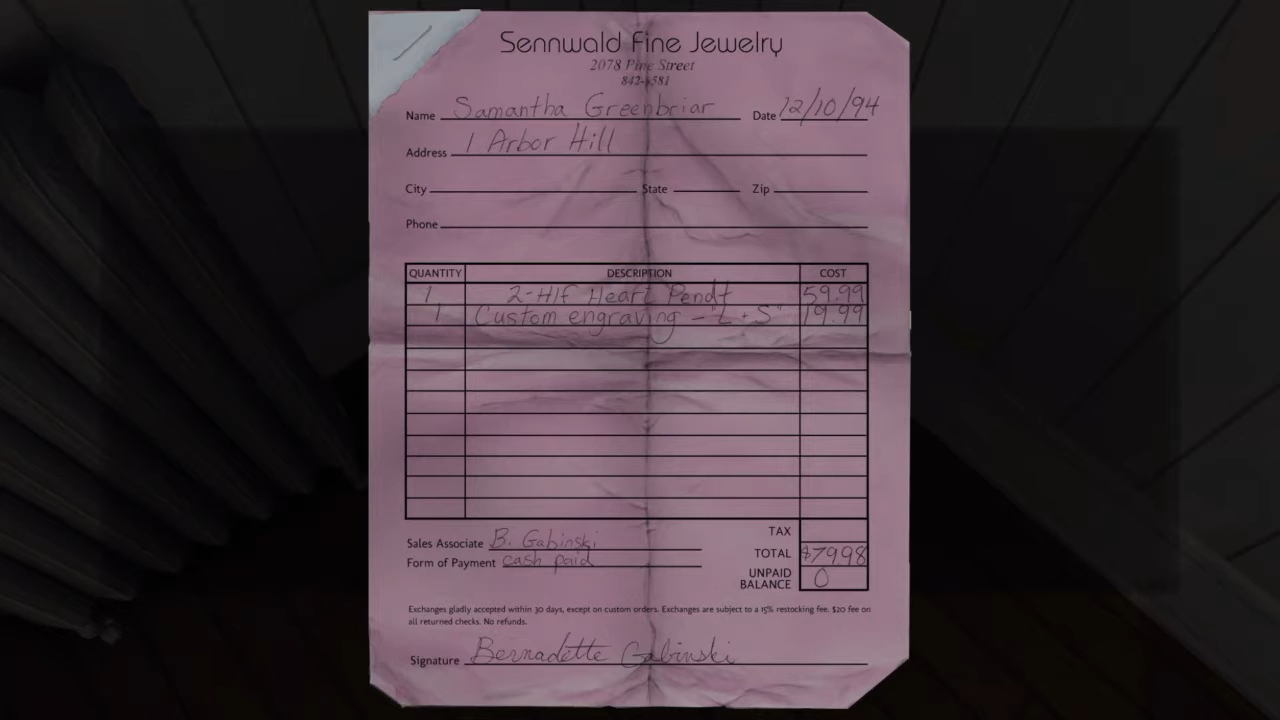 Sennwald Fine Jewelry
2078 Pine Street
842-
Name Samantha Greenbriar Date 12/10/94
Address 1 Arbor Hill
City State Zip
Phone
QUANTITY DESCRIPTION COST
1 2-Hlf Heart Pendt 59.99
1 Custom engraving - "L + S" 19.99
TAX
Sales Associate B. Gabinski
TOTAL $79.98
Form of Payment cash paid
UNPAID
BALANCE 0
Exchanges gladly accepted within 30 days, except on custom orders. Exchanges are subject to a 15% restocking fee. $20 fee on
all returned checks. No refunds.
Signature Bernadette Gabinski